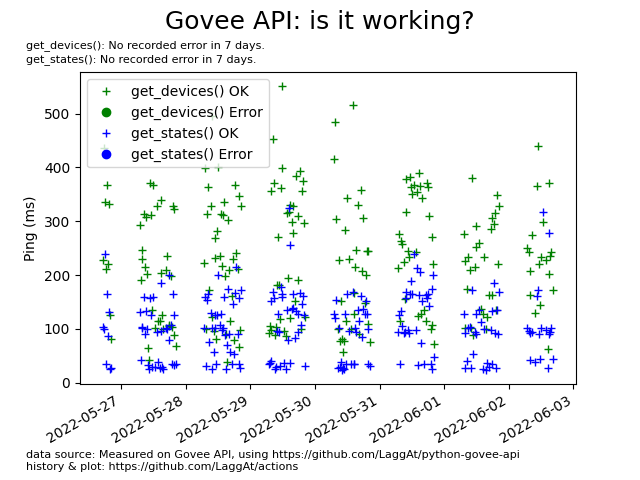 Govee API: is it working?
get_devices(): No recorded error in 7 days.
get_states(): No recorded error in 7 days.
get_devices() OK
get_devices() Error
get_states() OK
get_states() Error
Ping (ms)
500
400
300
200
100
0
2022-05-27
2022-05-28
2022-05-29
2022-05-30
2022-05-31
2022-06-01
2022-06-02
2022-06-03
data source: Measured on Govee API, using https://github.com/LaggAt/python-govee-api
history & plot: https://github.com/LaggAt/actions